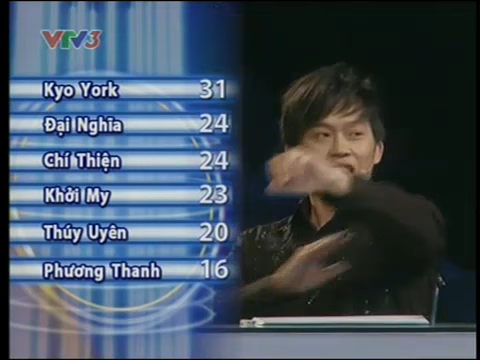 VTV3
Kyo York 31
Đại Nghĩa 24
Chí Thiện 24
Khởi My 23
Thúy Uyên 20
Phương Thanh 16